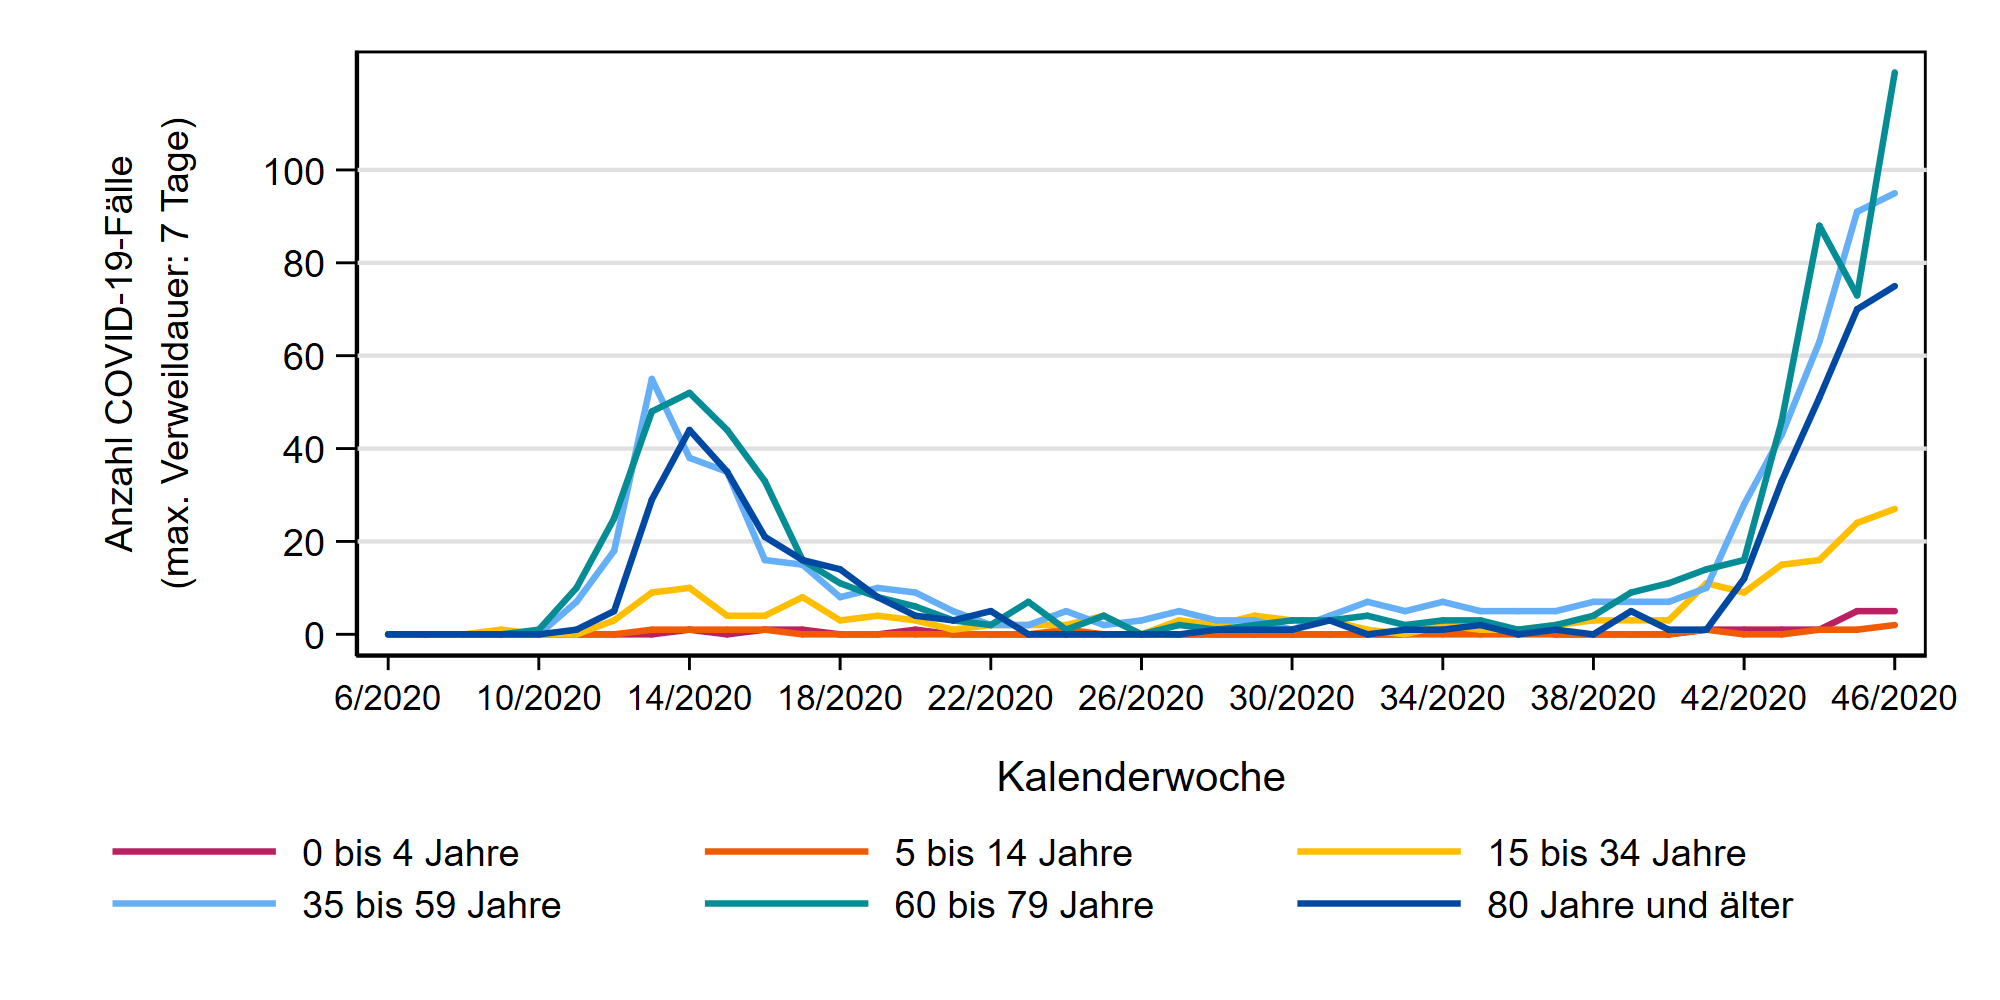 Anzahl COVID-19-Fälle
(max. Verweildauer: 7 Tage)
100
80
60
40
20
0
6/2020 10/2020 14/2020 18/2020 22/2020 26/2020 30/2020 34/2020 38/2020 42/2020 46/2020
Kalenderwoche
0 bis 4 Jahre 5 bis 14 Jahre 15 bis 34 Jahre
35 bis 59 Jahre 60 bis 79 Jahre 80 Jahre und älter